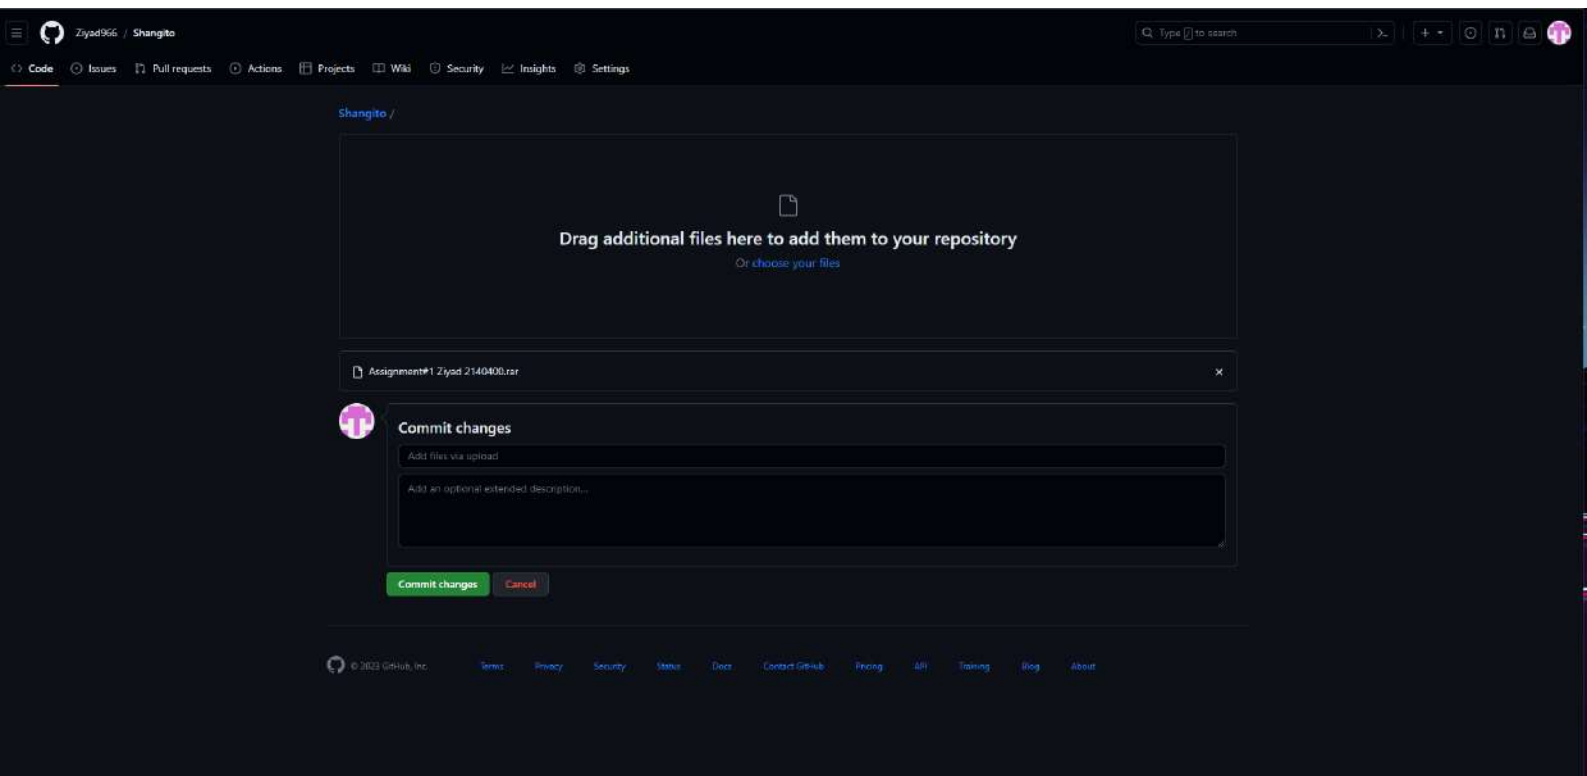 Ziyad966 / Shangito
Type / to search
Code Issues Pull requests Actions Projects Wiki Security Insights Settings
Shangito /
Drag additional files here to add them to your repository
Or choose your files
Assignment#1 Ziyad 2140400.rar
Commit changes
Add files via upload
Add an optional extended description...
Commit changes Cancel
© 2023 GitHub, Inc. Terms Privacy Security Status Docs Contact GitHub Pricing API Training Blog About